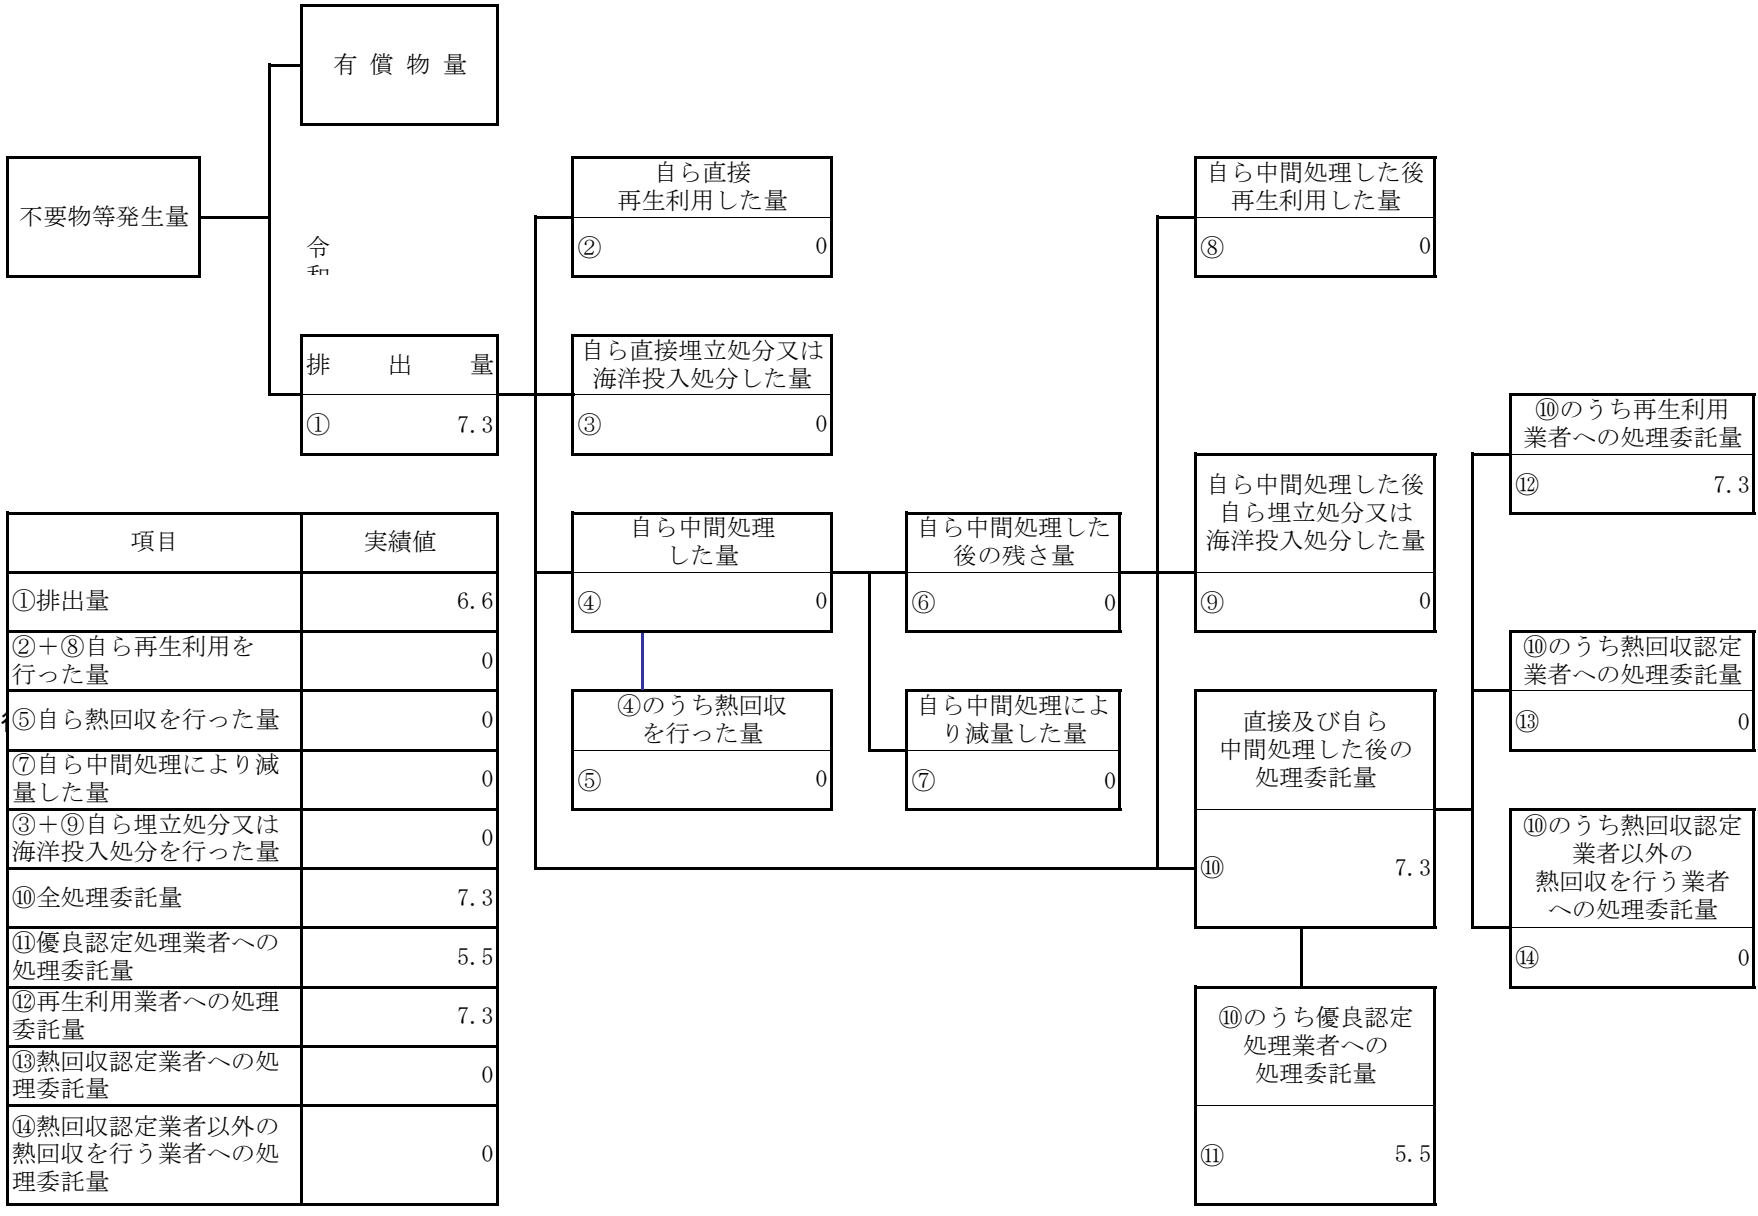 有償物量
不要物等発生量
令
和
排出量
① 7.3
自ら直接
再生利用した量
② 0
自ら直接埋立処分又は
海洋投入処分した量
③ 0
自ら中間処理
した量
④ 0
④のうち熱回収
を行った量
⑤ 0
自ら中間処理した
後の残さ量
⑥ 0
自ら中間処理によ
り減量した量
⑦ 0
自ら中間処理した後
再生利用した量
⑧ 0
自ら中間処理した後
自ら埋立処分又は
海洋投入処分した量
⑨ 0
直接及び自ら
中間処理した後の
処理委託量
⑩ 7.3
⑩のうち優良認定
処理業者への
処理委託量
⑪ 5.5
⑩のうち再生利用
業者への処理委託量
⑫ 7.3
⑩のうち熱回収認定
業者への処理委託量
⑬ 0
⑩のうち熱回収認定
業者以外の
熱回収を行う業者
への処理委託量
⑭ 0
項目 実績値
①排出量 6.6
②＋⑧自ら再生利用を
行った量 0
⑤自ら熱回収を行った量 0
⑦自ら中間処理により減
量した量 0
③＋⑨自ら埋立処分又は
海洋投入処分を行った量 0
⑩全処理委託量 7.3
⑪優良認定処理業者への
処理委託量 5.5
⑫再生利用業者への処理
委託量 7.3
⑬熱回収認定業者への処
理委託量 0
⑭熱回収認定業者以外の
熱回収を行う業者への処
理委託量 0